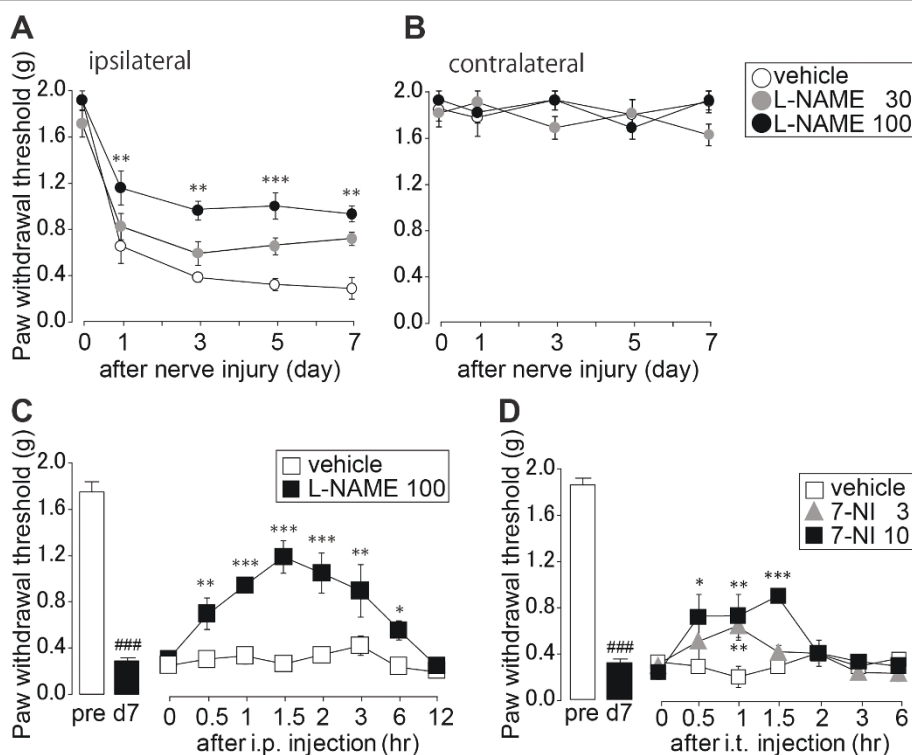 A
ipsilateral
Paw withdrawal threshold (g)
2.0
1.6
1.2
0.8
0.4
0.0
**
**
***
**
0 1 3 5 7
after nerve injury (day)
B
contralateral
2.0
1.6
1.2
0.8
0.4
0.0
0 1 3 5 7
after nerve injury (day)
vehicle
L-NAME 30
L-NAME 100
C
Paw withdrawal threshold (g)
vehicle
L-NAME 100
2.0
1.6
1.2
0.8
0.4
0.0
###
**
***
***
***
**
*
pre d7
0 0.5 1 1.5 2 3 6 12
after i.p. injection (hr)
D
Paw withdrawal threshold (g)
vehicle
7-NI 3
7-NI 10
2.0
1.6
1.2
0.8
0.4
0.0
###
*
**
***
**
pre d7
0 0.5 1 1.5 2 3 6
after i.t. injection (hr)